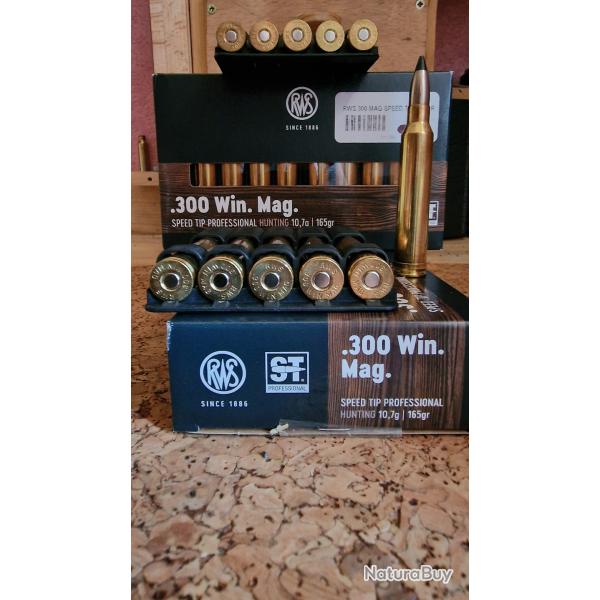 RWS
SINCE 1886
RWS 300 MAG SPEED
.300 Win. Mag.
SPEED TIP PROFESSIONAL HUNTING 10,7g | 165gr
RWS
SINCE 1886
ST
PROFESSIONAL
.300 Win.
Mag.
SPEED TIP PROFESSIONAL
HUNTING 10,7g | 165gr
NaturaBuy